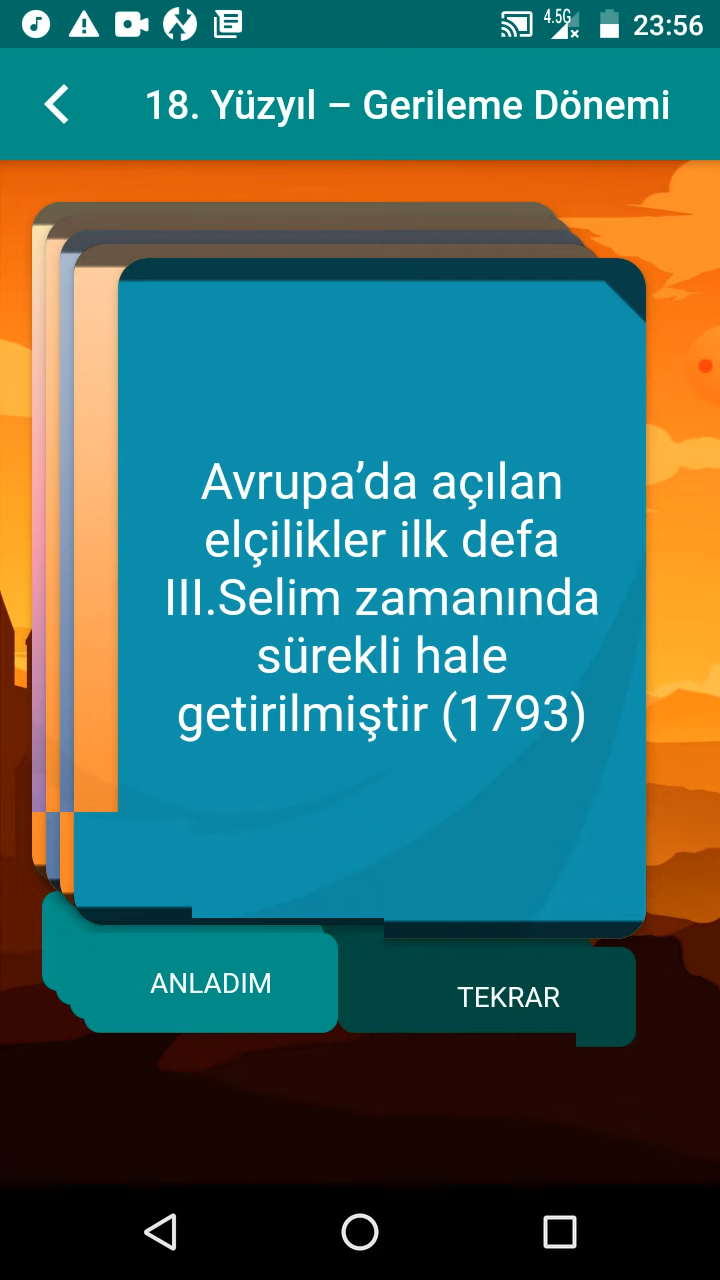 4.5G
23:56
18. Yüzyıl – Gerileme Dönemi
Avrupa’da açılan
elçilikler ilk defa
III.Selim zamanında
sürekli hale
getirilmiştir (1793)
ANLADIM
TEKRAR